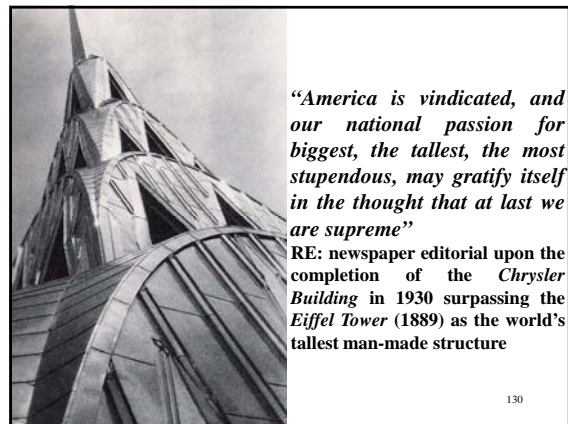 “America is vindicated, and
our national passion for
biggest, the tallest, the most
stupendous, may gratify itself
in the thought that at last we
are supreme”
RE: newspaper editorial upon the
completion of the Chrysler
Building in 1930 surpassing the
Eiffel Tower (1889) as the world’s
tallest man-made structure
130